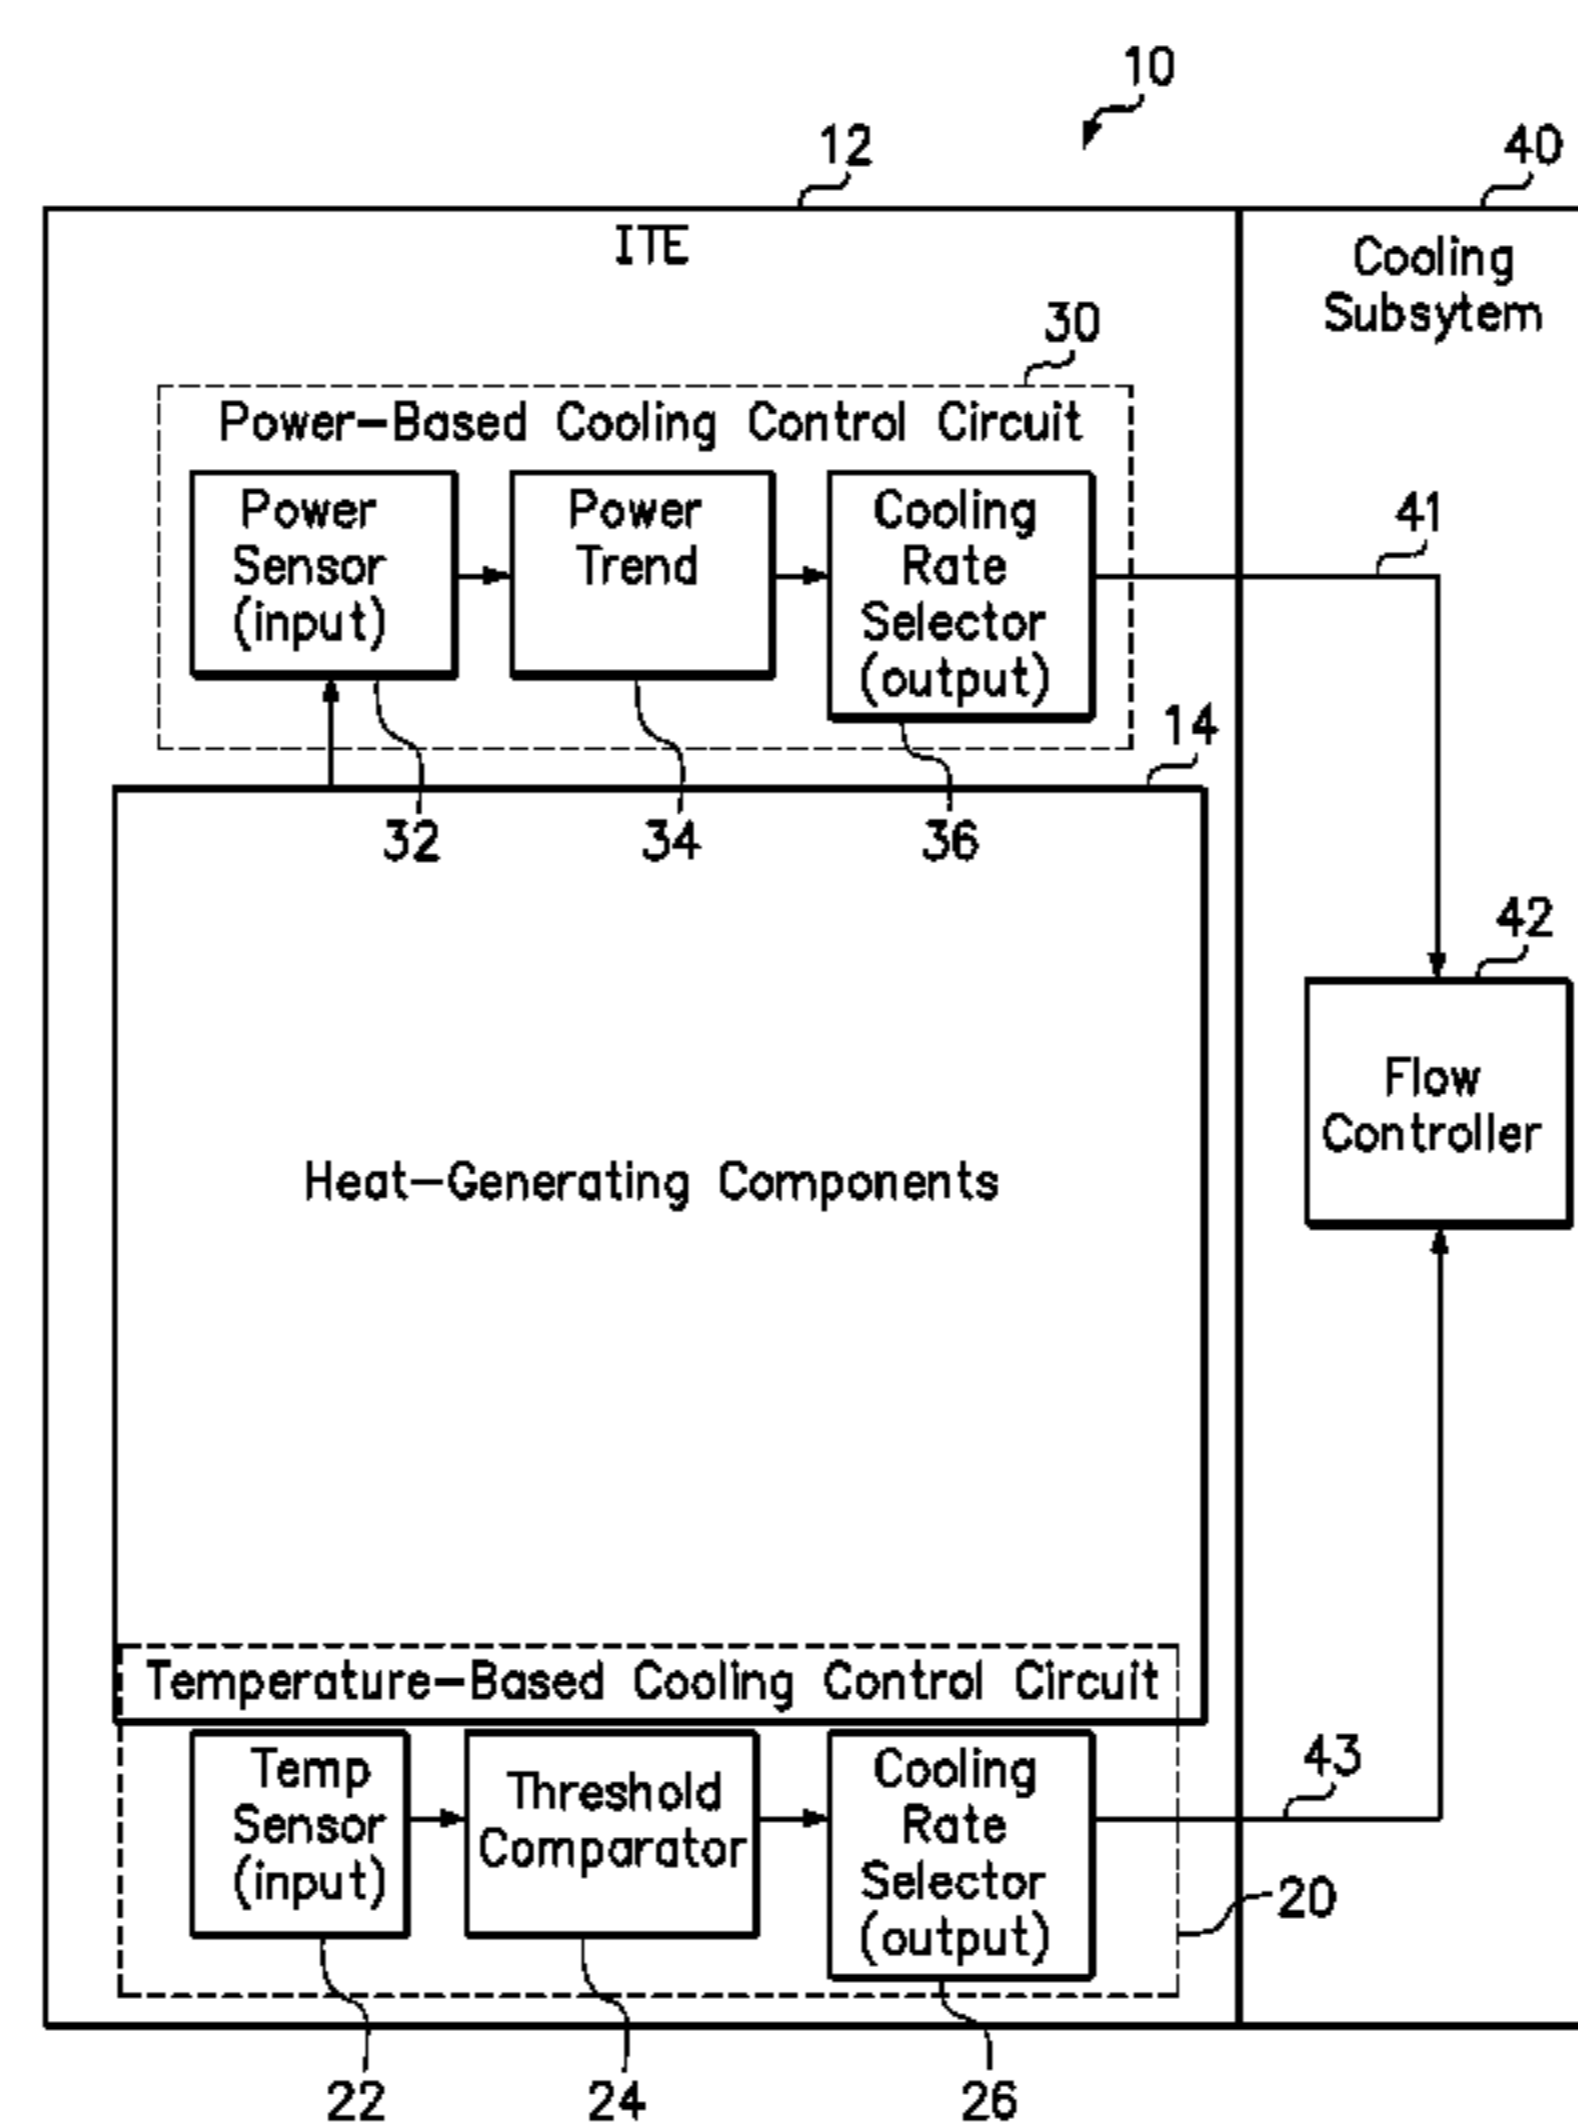 10
12
40
ITE
Cooling
Subsytem
30
Power-Based Cooling Control Circuit
Power
Sensor
(input)
Power
Trend
Cooling
Rate
Selector
(output)
41
14
32
34
36
42
Flow
Controller
Heat-Generating Components
Temperature-Based Cooling Control Circuit
Temp
Sensor
(input)
Threshold
Comparator
Cooling
Rate
Selector
(output)
43
20
22
24
26